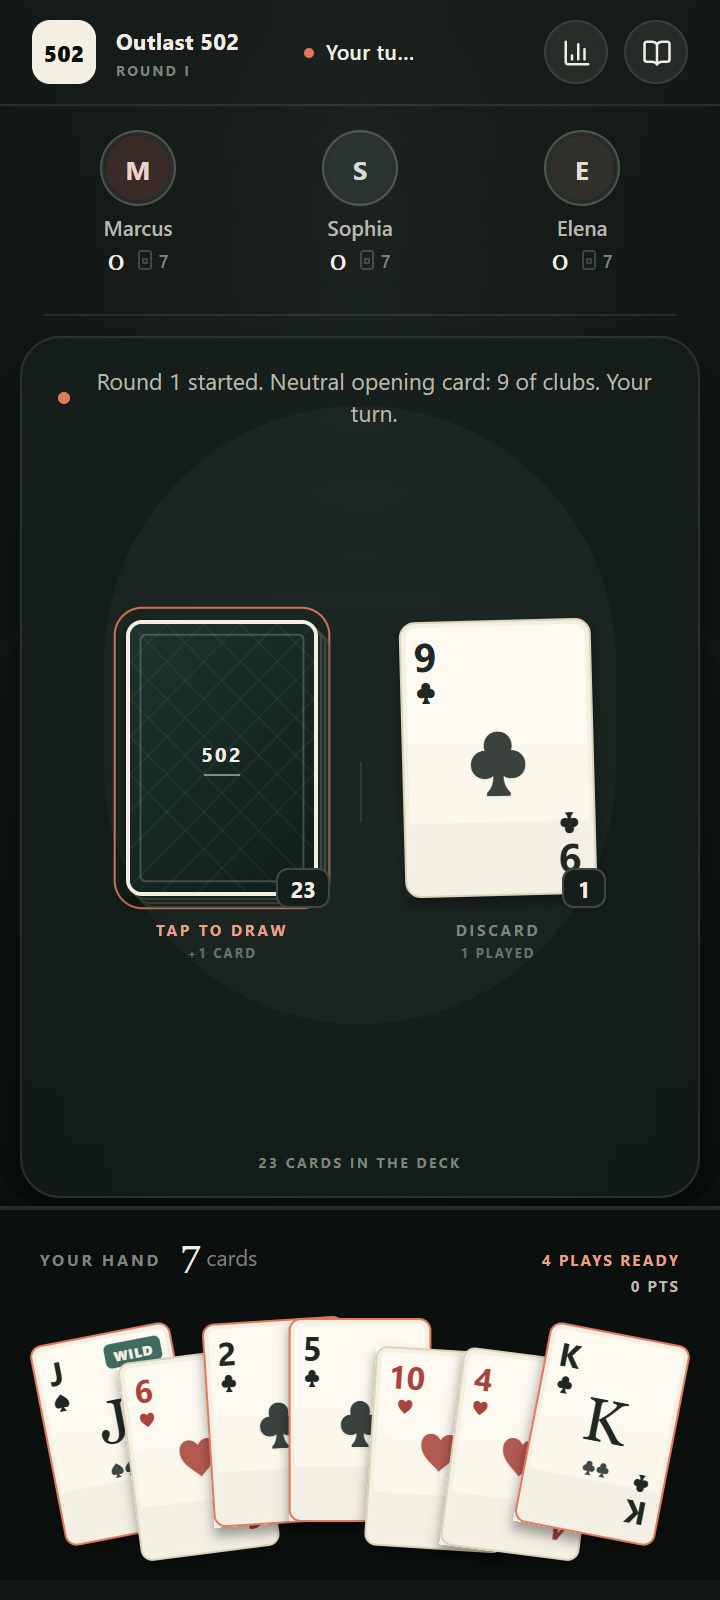 502
Outlast 502
ROUND 1
Your tu...
M
S
E
Marcus
Sophia
Elena
0 7
0 7
0 7
Round 1 started. Neutral opening card: 9 of clubs. Your
turn.
502
23
9
9
1
TAP TO DRAW
+1 CARD
DISCARD
1 PLAYED
23 CARDS IN THE DECK
YOUR HAND 7 cards
4 PLAYS READY
0 PTS
J
WILD
J
6
2
5
10
4
K
K
K